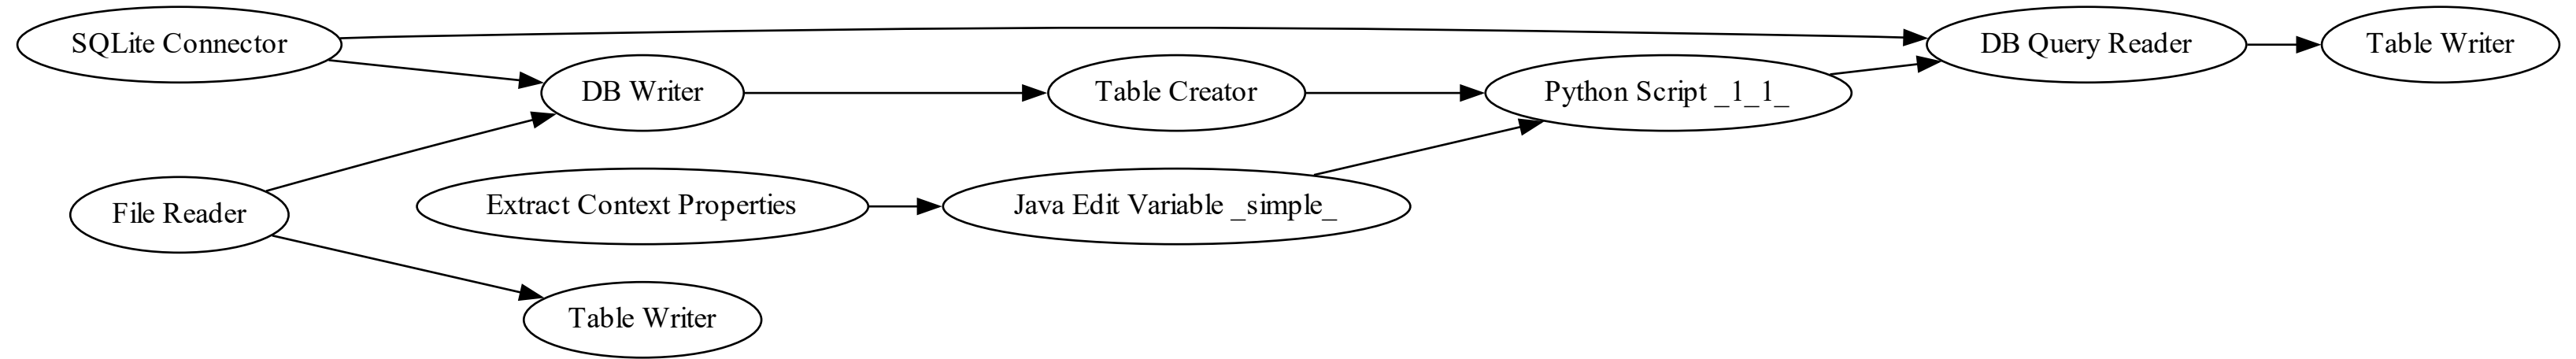 SQLite Connector
DB Query Reader
Table Writer
DB Writer
Table Creator
Python Script _1_1_
File Reader
Extract Context Properties
Java Edit Variable _simple_
Table Writer